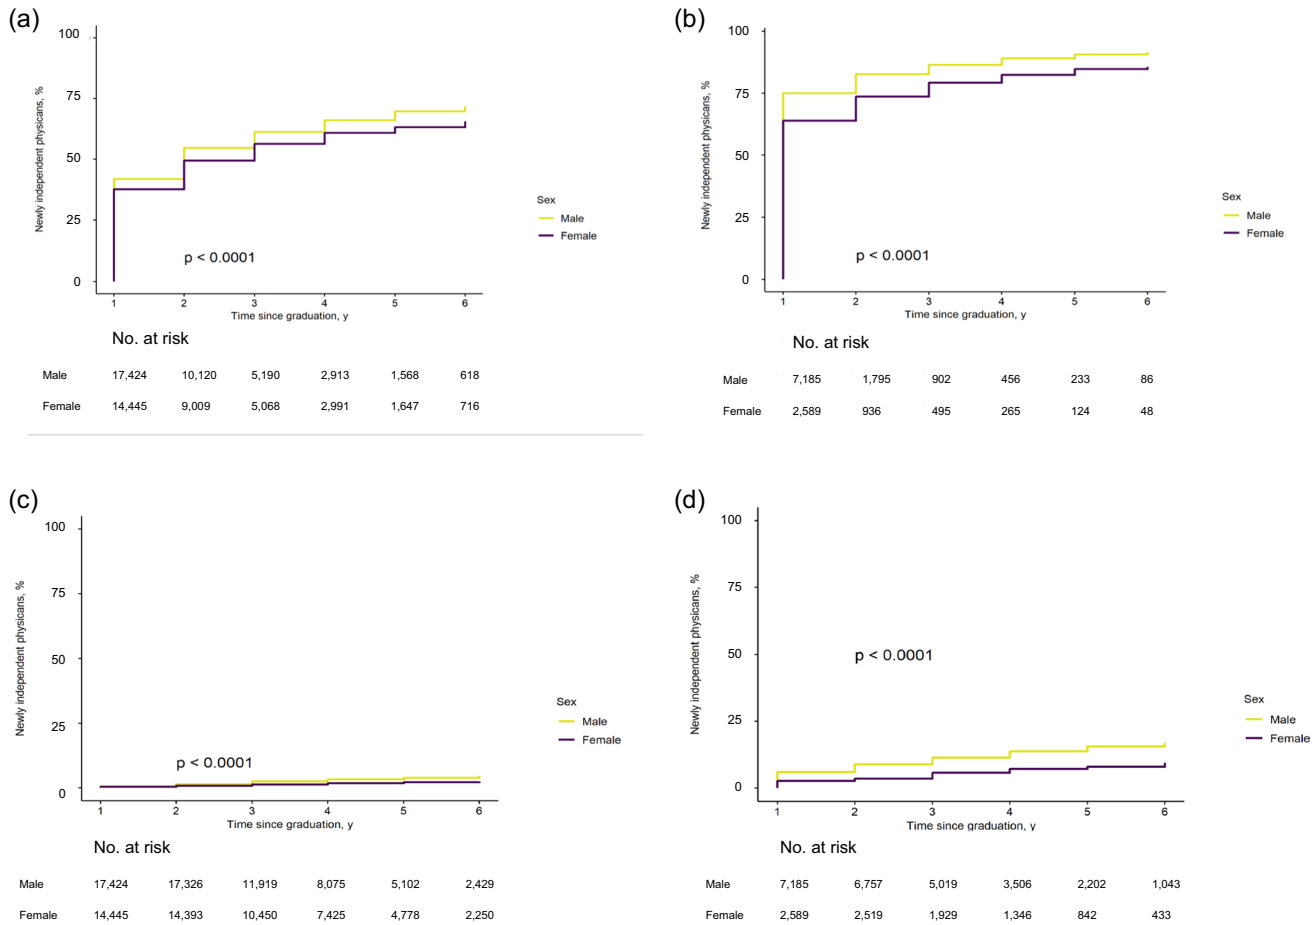 (a)
100
75
50
25
0
Newly independent physicans, %
p < 0.0001
Sex
Male
Female
1 2 3 4 5 6
Time since graduation, y
No. at risk
Male 17,424 10,120 5,190 2,913 1,568 618
Female 14,445 9,009 5,068 2,991 1,647 716
(b)
100
75
50
25
0
Newly independent physicans, %
p < 0.0001
Sex
Male
Female
1 2 3 4 5 6
Time since graduation, y
No. at risk
Male 7,185 1,795 902 456 233 86
Female 2,589 936 495 265 124 48
(c)
100
75
50
25
0
Newly independent physicans, %
p < 0.0001
Sex
Male
Female
1 2 3 4 5 6
Time since graduation, y
No. at risk
Male 17,424 17,326 11,919 8,075 5,102 2,429
Female 14,445 14,393 10,450 7,425 4,778 2,250
(d)
100
75
50
25
0
Newly independent physicans, %
p < 0.0001
Sex
Male
Female
1 2 3 4 5 6
Time since graduation, y
No. at risk
Male 7,185 6,757 5,019 3,506 2,202 1,043
Female 2,589 2,519 1,929 1,346 842 433